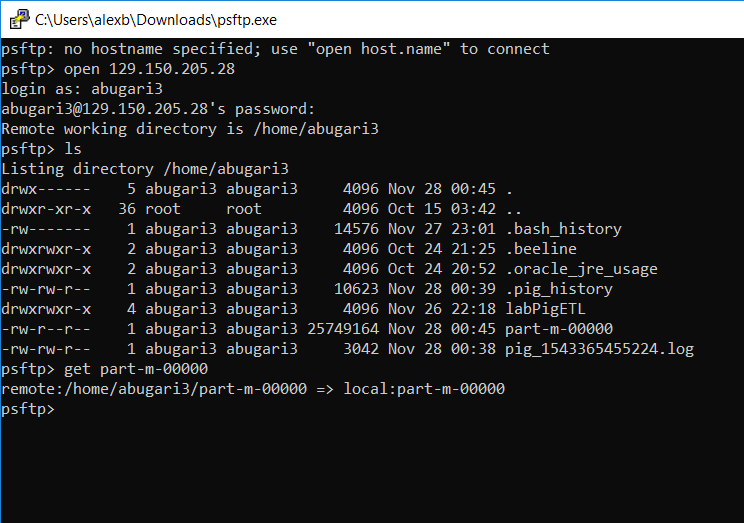 C:\Users\alexb\Downloads\psftp.exe
psftp: no hostname specified; use "open host.name" to connect
psftp> open 129.150.205.28
login as: abugari3
abugari3@129.150.205.28's password:
Remote working directory is /home/abugari3
psftp> ls
Listing directory /home/abugari3
drwx------    5 abugari3 abugari3     4096 Nov 28 00:45 .
drwxr-xr-x   36 root     root         4096 Oct 15 03:42 ..
-rw-------    1 abugari3 abugari3    14576 Nov 27 23:01 .bash_history
drwxrwxr-x    2 abugari3 abugari3     4096 Oct 24 21:25 .beeline
drwxrwxr-x    2 abugari3 abugari3     4096 Oct 24 20:52 .oracle_jre_usage
-rw-rw-r--    1 abugari3 abugari3    10623 Nov 28 00:39 .pig_history
drwxrwxr-x    4 abugari3 abugari3     4096 Nov 26 22:18 labPigETL
-rw-r--r--    1 abugari3 abugari3 25749164 Nov 28 00:45 part-m-00000
-rw-rw-r--    1 abugari3 abugari3     3042 Nov 28 00:38 pig_1543365455224.log
psftp> get part-m-00000
remote:/home/abugari3/part-m-00000 => local:part-m-00000
psftp>